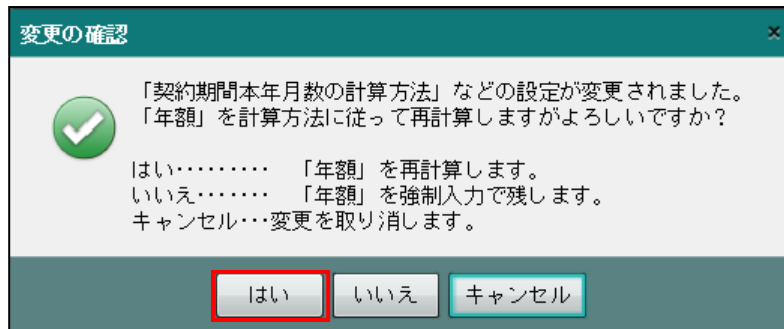 変更の確認
「契約期間本年月数の計算方法」などの設定が変更されました。
「年額」を計算方法に従って再計算しますがよろしいですか?
はい‥‥‥‥‥ 「年額」を再計算します。
いいえ‥‥‥・ 「年額」を強制入力で残します。
キャンセル・・・変更を取り消します。
はい
いいえ
キャンセル